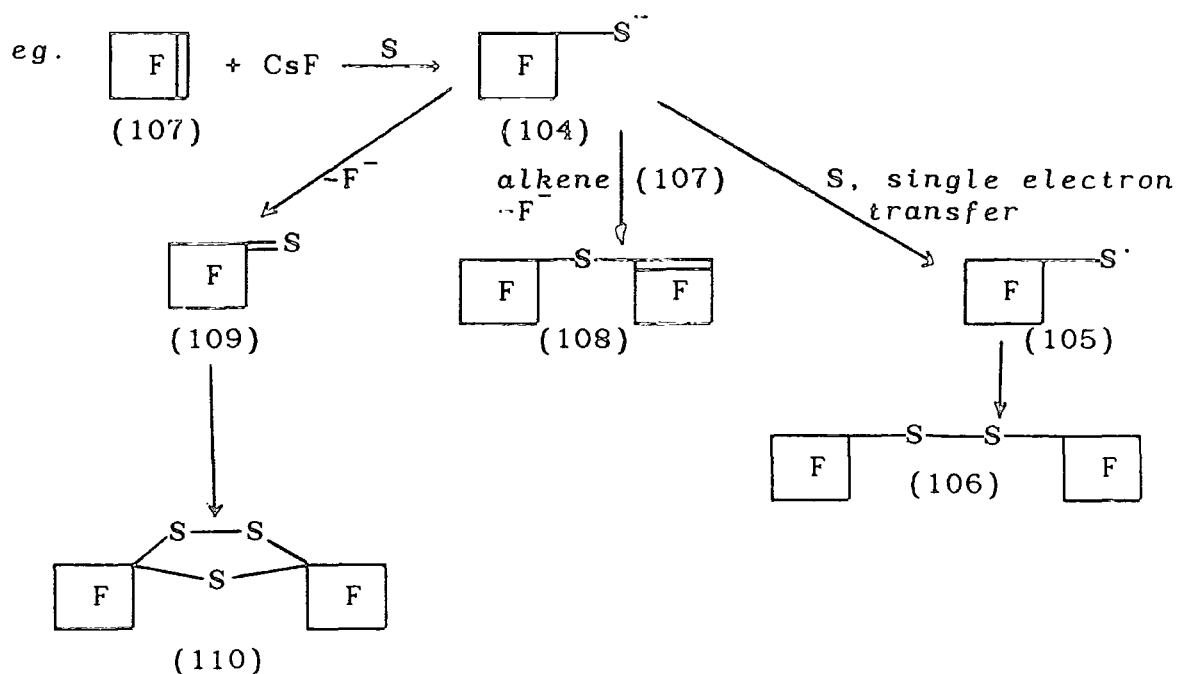 eg. F + CsF S F S⁻
(107) (104)
-F⁻ alkene (107) S, single electron
-F⁻ transfer
F S F S F F S·
(109) (108) (105)
F S S F
(106)
S S
F S F
(110)